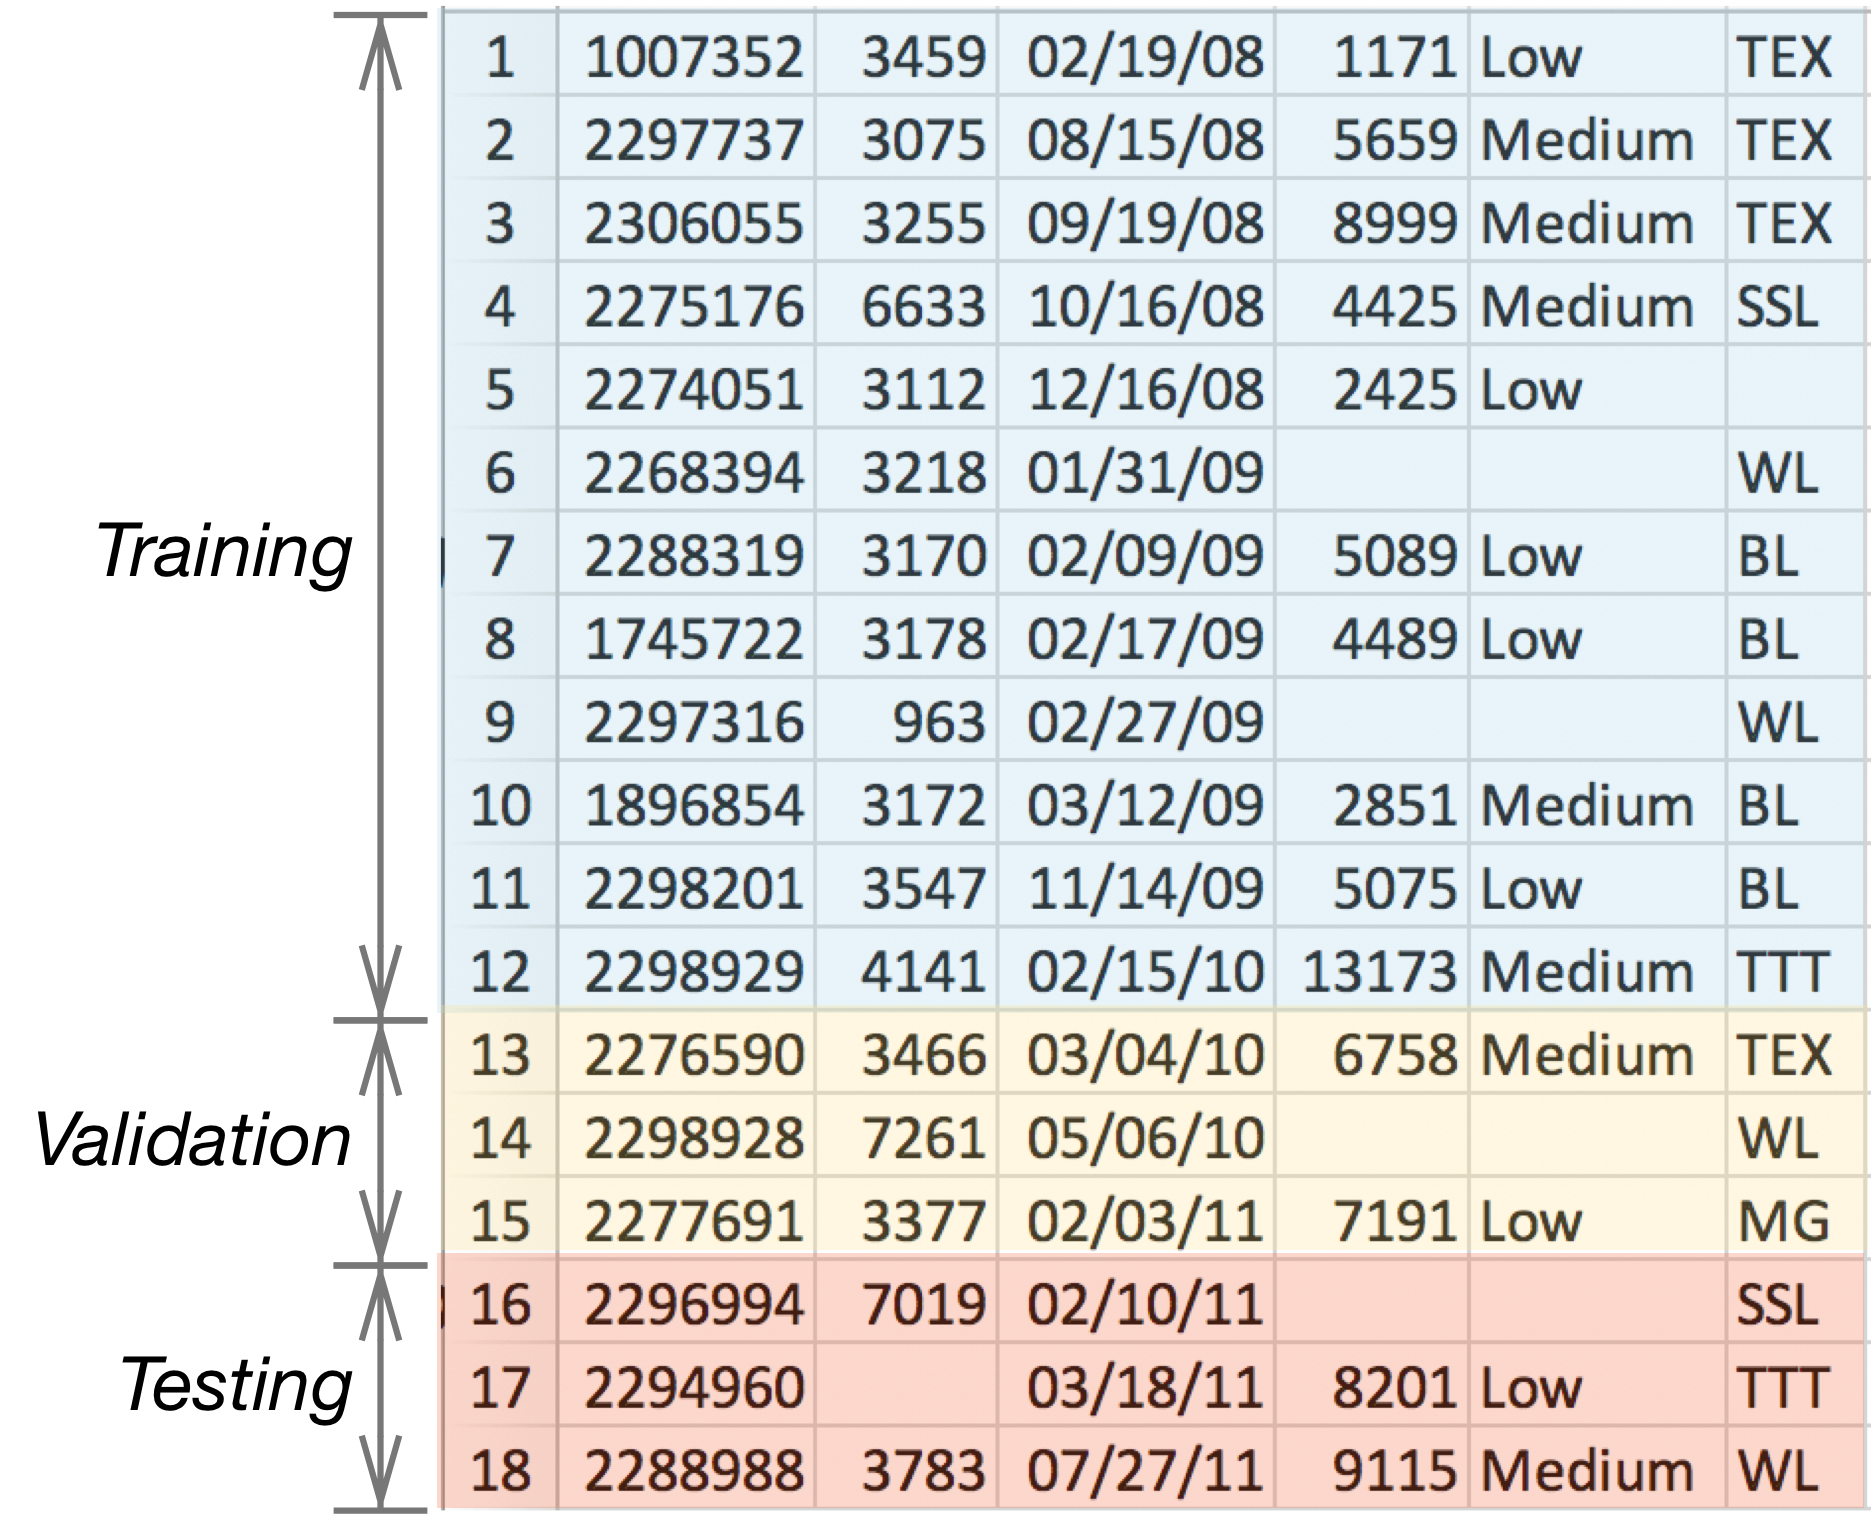 1 1007352 3459 02/19/08 1171 Low TEX
2 2297737 3075 08/15/08 5659 Medium TEX
3 2306055 3255 09/19/08 8999 Medium TEX
4 2275176 6633 10/16/08 4425 Medium SSL
5 2274051 3112 12/16/08 2425 Low
6 2268394 3218 01/31/09 WL
Training
7 2288319 3170 02/09/09 5089 Low BL
8 1745722 3178 02/17/09 4489 Low BL
9 2297316 963 02/27/09 WL
10 1896854 3172 03/12/09 2851 Medium BL
11 2298201 3547 11/14/09 5075 Low BL
12 2298929 4141 02/15/10 13173 Medium TTT
13 2276590 3466 03/04/10 6758 Medium TEX
Validation
14 2298928 7261 05/06/10 WL
15 2277691 3377 02/03/11 7191 Low MG
16 2296994 7019 02/10/11 SSL
Testing
17 2294960 03/18/11 8201 Low TTT
18 2288988 3783 07/27/11 9115 Medium WL